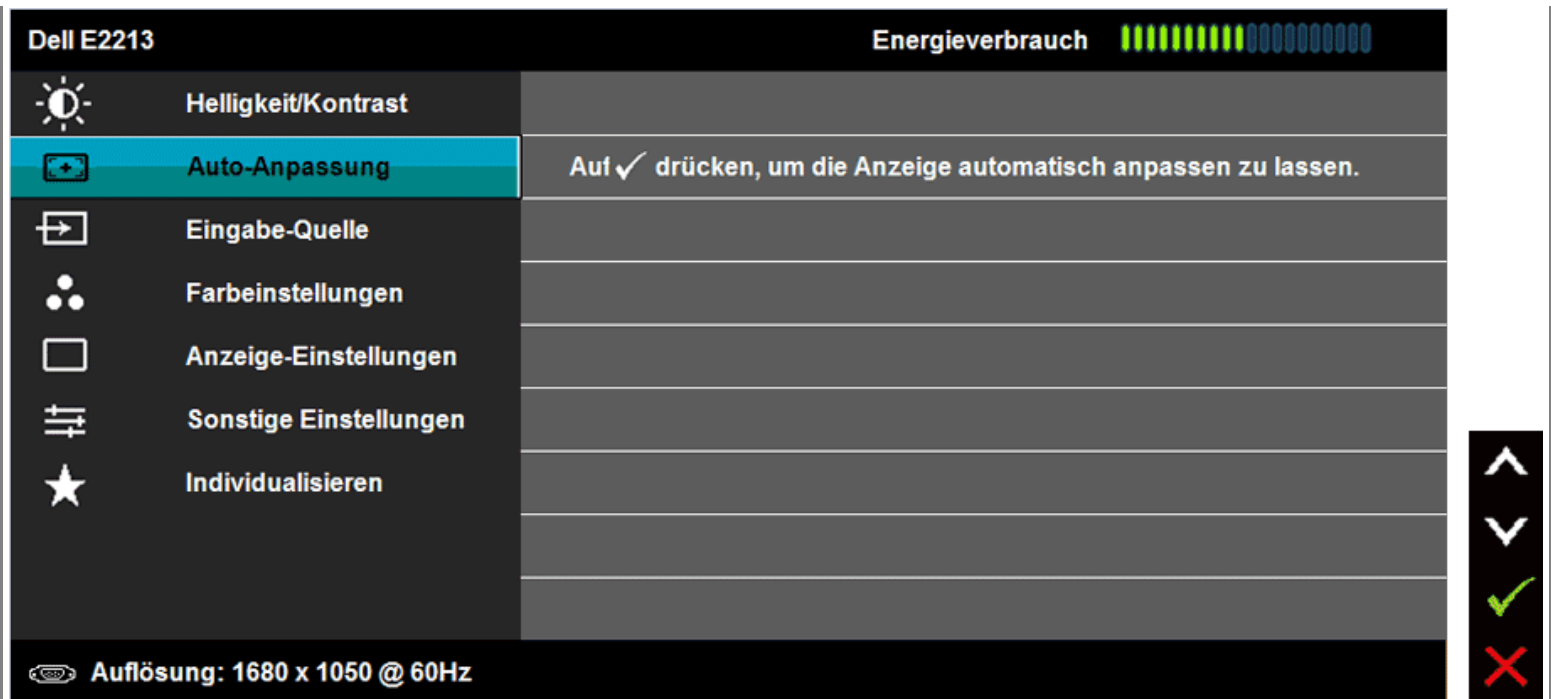 Dell E2213 Energieverbrauch
Helligkeit/Kontrast
Auto-Anpassung Auf ✓ drücken, um die Anzeige automatisch anpassen zu lassen.
Eingabe-Quelle
Farbeinstellungen
Anzeige-Einstellungen
Sonstige Einstellungen
Individualisieren
Auflösung: 1680 x 1050 @ 60Hz